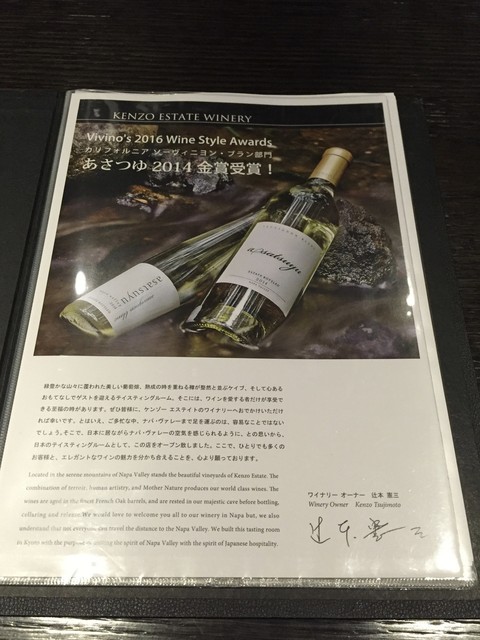 KENZO ESTATE WINERY
Vivino's 2016 Wine Style Awards
カリフォルニア ソーヴィニヨン・ブラン部門
あさつゆ 2014 金賞受賞！
asatsuyu
ESTATE BOTTLED
2014
asatsuyu
sauvignon blanc
緑豊かな山々に覆われた美しい葡萄畑、熟成の時を重ねる樽が整然と並ぶケイブ、そして心ある
おもてなしでゲストを迎えるテイスティングルーム。そこには、ワインを愛する者だけが享受で
きる至福の時があります。ぜひ皆様に、ケンゾー エステイトのワイナリーへおでかけいただけ
れば幸いです。とはいえ、ご多忙な中、ナパ・ヴァレーまで足を運ぶのは、容易なことではない
でしょう。そこで、日本に居ながらナパ・ヴァレーの空気を感じられるように、との思いから、
日本のテイスティングルームとして、この店をオープン致しました。ここで、ひとりでも多くの
お客様と、エレガントなワインの魅力を分かち合えることを、心より願っております。
Located in the serene mountains of Napa Valley stands the beautiful vineyards of Kenzo Estate. The
combination of terroir, human artistry, and Mother Nature produces our world class wines. The
wines are aged in the finest French Oak barrels, and are rested in our majestic cave before bottling,
cellaring and release. We would love to welcome you all to our winery in Napa but, we also
understand that not everyone can travel the distance to the Napa Valley. We built this tasting room
in Kyoto with the purpose of uniting the spirit of Napa Valley with the spirit of Japanese hospitality.
ワイナリー オーナー 辻本 憲三
Winery Owner Kenzo Tsujimoto
辻本憲三